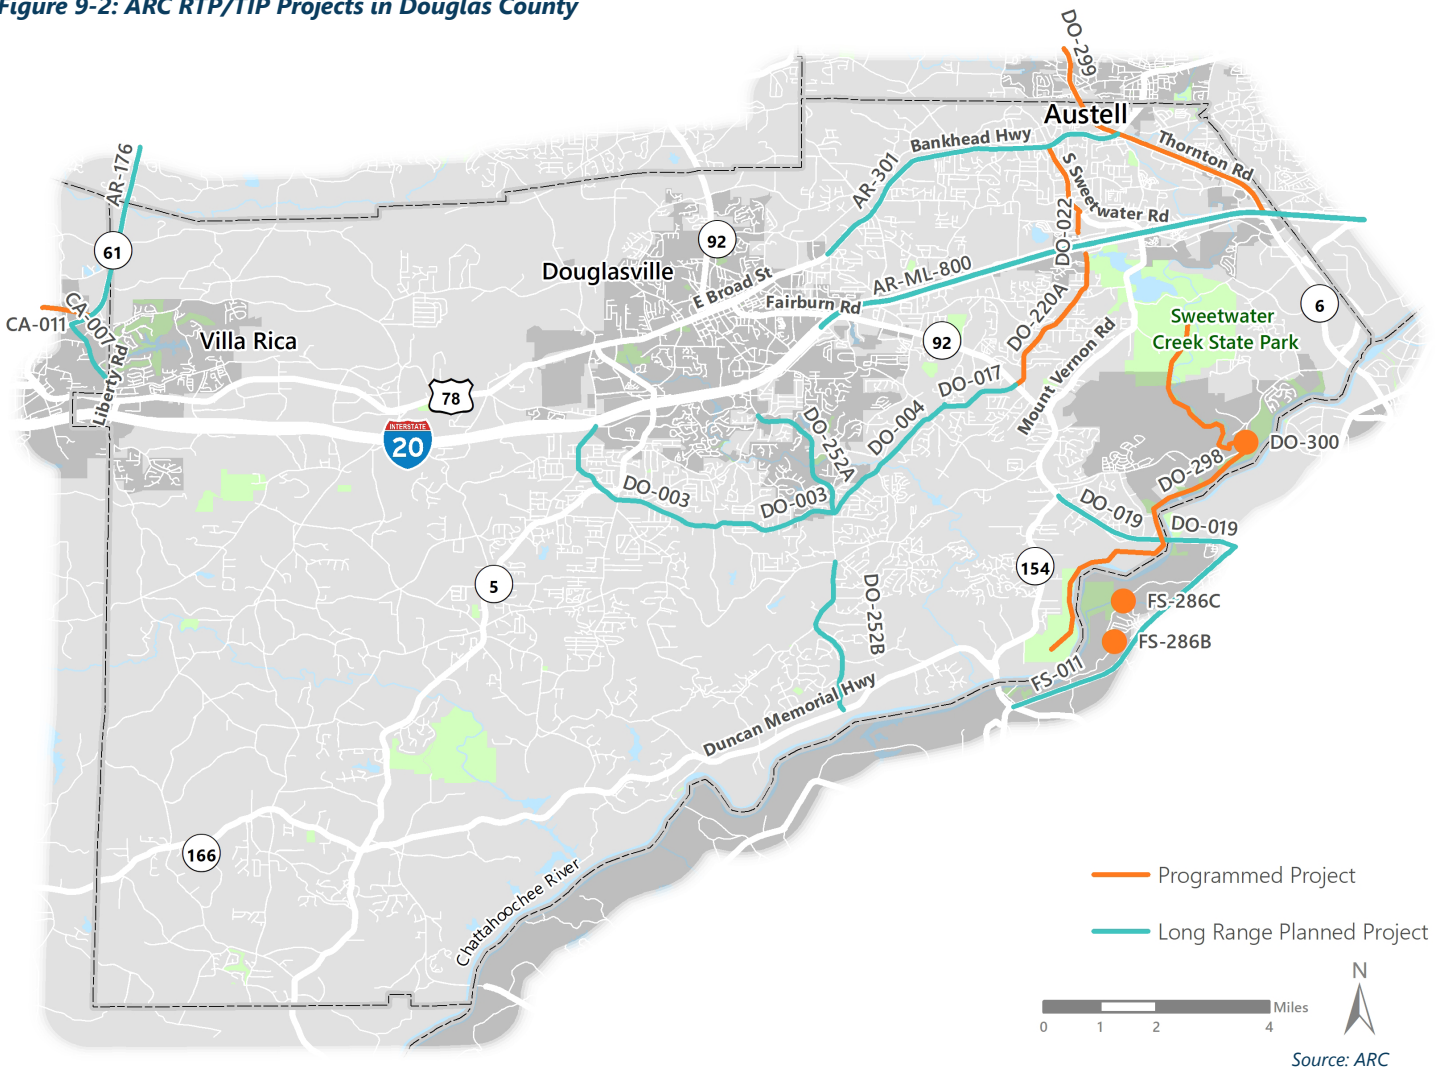 Figure 9-2: ARC RTP/TIP Projects in Douglas County
DO-299
Austell
Bankhead Hwy
Thornton Rd
AR-176
AR-301
S Sweetwater Rd
DO-022
61
92
Douglasville
E Broad St
AR-ML-800
Fairburn Rd
CA-007
CA-011
6
Villa Rica
Liberty Rd
92
DO-220A
Sweetwater
Creek State Park
Mount Vernon Rd
78
DO-017
INTERSTATE
20
DO-252A
DO-004
DO-300
DO-298
DO-003
DO-003
DO-019
DO-019
154
5
DO-252B
FS-286C
FS-286B
FS-011
Duncan Memorial Hwy
166
Chattahoochee River
Programmed Project
Long Range Planned Project
N
Miles
0 1 2 4
Source: ARC